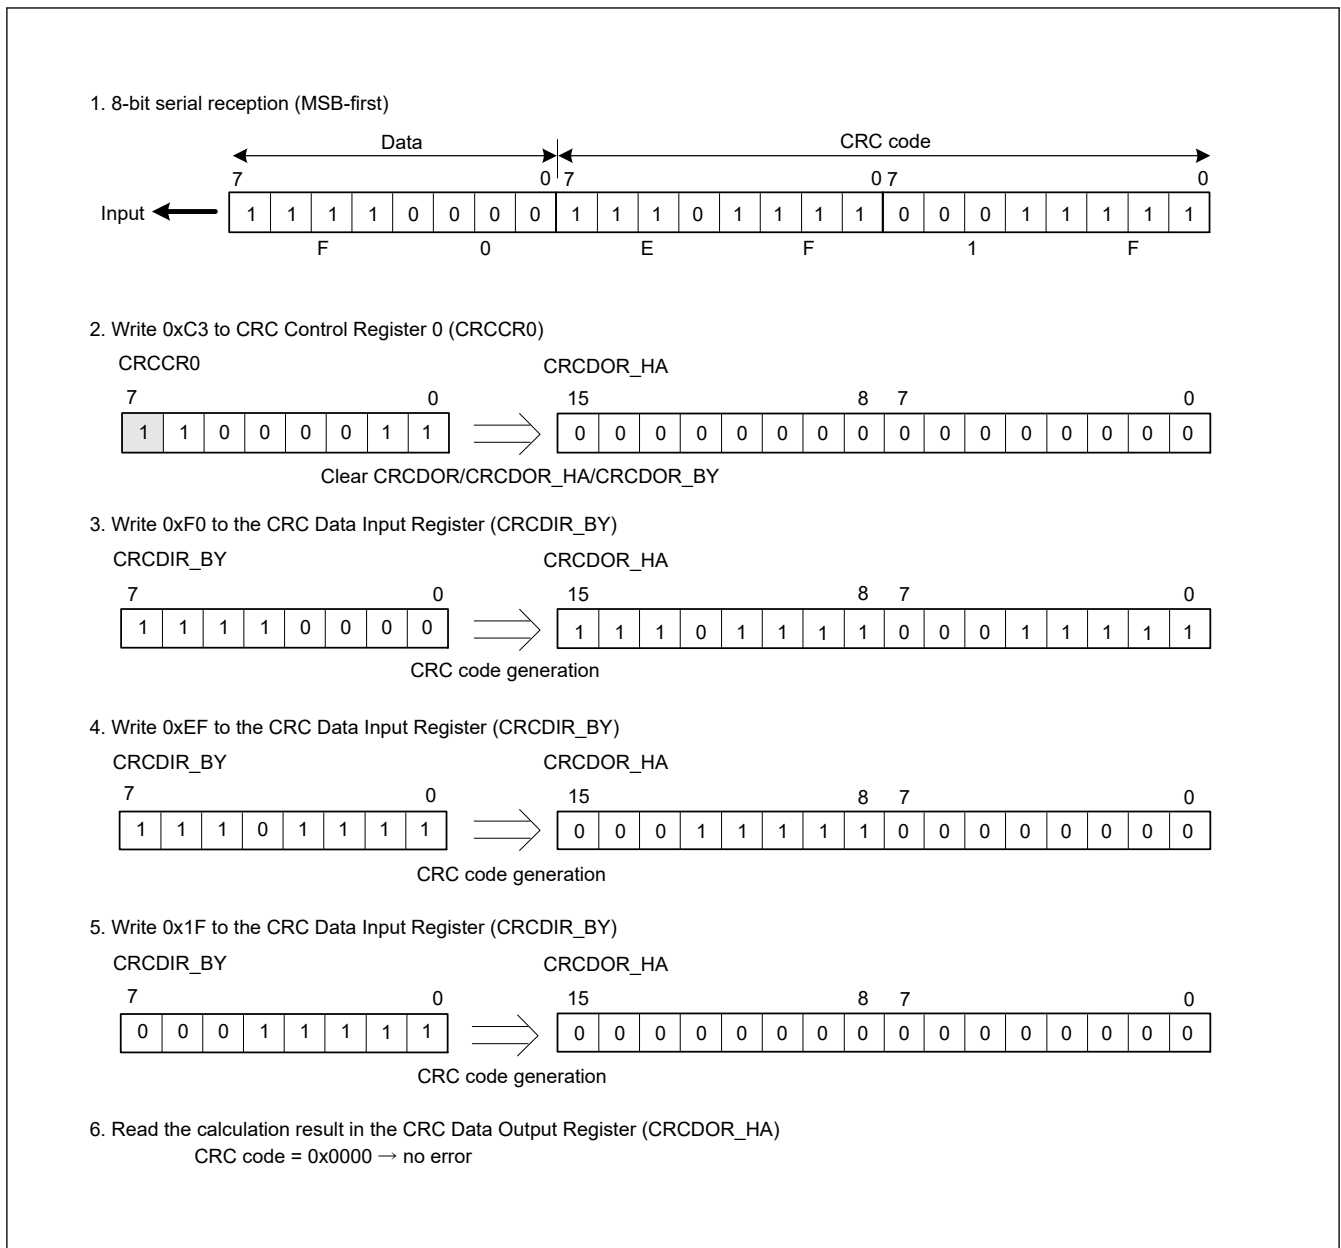 1. 8-bit serial reception (MSB-first)
Data CRC code
7 0 7 0 7 0
Input 1 1 1 1 0 0 0 0 1 1 1 0 1 1 1 1 0 0 0 1 1 1 1 1
F 0 E F 1 F
2. Write 0xC3 to CRC Control Register 0 (CRCCR0)
CRCCR0 CRCDOR_HA
7 0 15 8 7 0
1 1 0 0 0 0 1 1 0 0 0 0 0 0 0 0 0 0 0 0 0 0 0 0
Clear CRCDOR/CRCDOR_HA/CRCDOR_BY
3. Write 0xF0 to the CRC Data Input Register (CRCDIR_BY)
CRCDIR_BY CRCDOR_HA
7 0 15 8 7 0
1 1 1 1 0 0 0 0 1 1 1 0 1 1 1 1 0 0 0 1 1 1 1 1
CRC code generation
4. Write 0xEF to the CRC Data Input Register (CRCDIR_BY)
CRCDIR_BY CRCDOR_HA
7 0 15 8 7 0
1 1 1 0 1 1 1 1 0 0 0 1 1 1 1 1 0 0 0 0 0 0 0 0
CRC code generation
5. Write 0x1F to the CRC Data Input Register (CRCDIR_BY)
CRCDIR_BY CRCDOR_HA
7 0 15 8 7 0
0 0 0 1 1 1 1 1 0 0 0 0 0 0 0 0 0 0 0 0 0 0 0 0
CRC code generation
6. Read the calculation result in the CRC Data Output Register (CRCDOR_HA)
CRC code = 0x0000 → no error